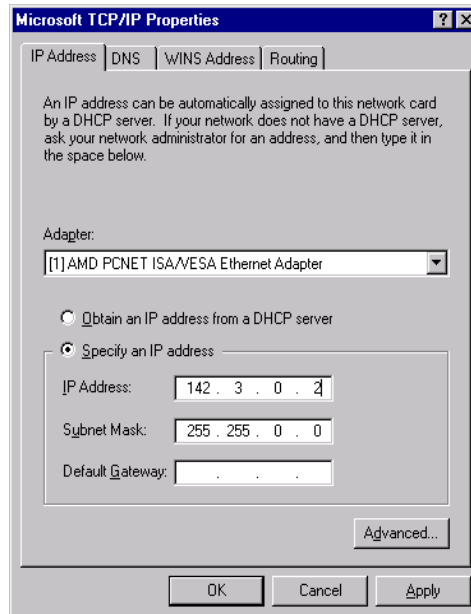 Microsoft TCP/IP Properties
IP Address DNS WINS Address Routing
An IP address can be automatically assigned to this network card
by a DHCP server. If your network does not have a DHCP server,
ask your network administrator for an address, and then type it in
the space below.
Adapter:
[1] AMD PCNET ISA/VESA Ethernet Adapter
Obtain an IP address from a DHCP server
Specify an IP address
IP Address: 142 . 3 . 0 . 2
Subnet Mask: 255 . 255 . 0 . 0
Default Gateway: . . .
Advanced...
OK Cancel Apply